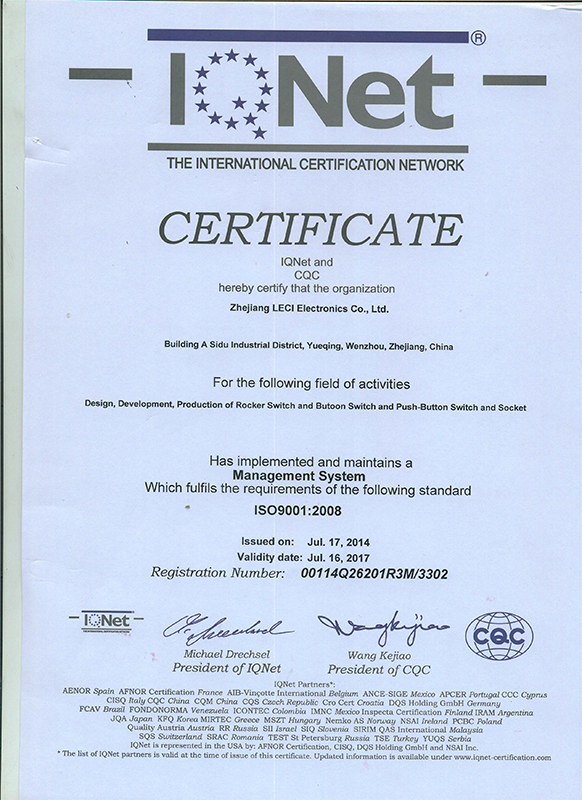 IQNet ®
THE INTERNATIONAL CERTIFICATION NETWORK
CERTIFICATE
IQNet and
CQC
hereby certify that the organization
Zhejiang LECI Electronics Co., Ltd.
Building A Sidu Industrial District, Yueqing, Wenzhou, Zhejiang, China
For the following field of activities
Design, Development, Production of Rocker Switch and Butoon Switch and Push-Button Switch and Socket
Has implemented and maintains a
Management System
Which fulfils the requirements of the following standard
ISO9001:2008
Issued on: Jul. 17, 2014
Validity date: Jul. 16, 2017
Registration Number: 00114Q26201R3M/3302
IQNet
THE INTERNATIONAL CERTIFICATION NETWORK
CQC
Michael Drechsel
President of IQNet
Wang Kejiao
President of CQC
IQNet Partners*:
AENOR Spain AFNOR Certification France AIB-Vinçotte International Belgium ANCE-SIGE Mexico APCER Portugal CCC Cyprus
CISQ Italy CQC China CQM China CQS Czech Republic Cro Cert Croatia DQS Holding GmbH Germany
FCAV Brazil FONDONORMA Venezuela ICONTEC Colombia IMNC Mexico Inspecta Certification Finland IRAM Argentina
JQA Japan KFQ Korea MIRTEC Greece MSZT Hungary Nemko AS Norway NSAI Ireland PCBC Poland
Quality Austria Austria RR Russia SII Israel SIQ Slovenia SIRIM QAS International Malaysia
SQS Switzerland SRAC Romania TEST St Petersburg Russia TSE Turkey YUQS Serbia
IQNet is represented in the USA by: AFNOR Certification, CISQ, DQS Holding GmbH and NSAI Inc.
* The list of IQNet partners is valid at the time of issue of this certificate. Updated information is available under www.iqnet-certification.com